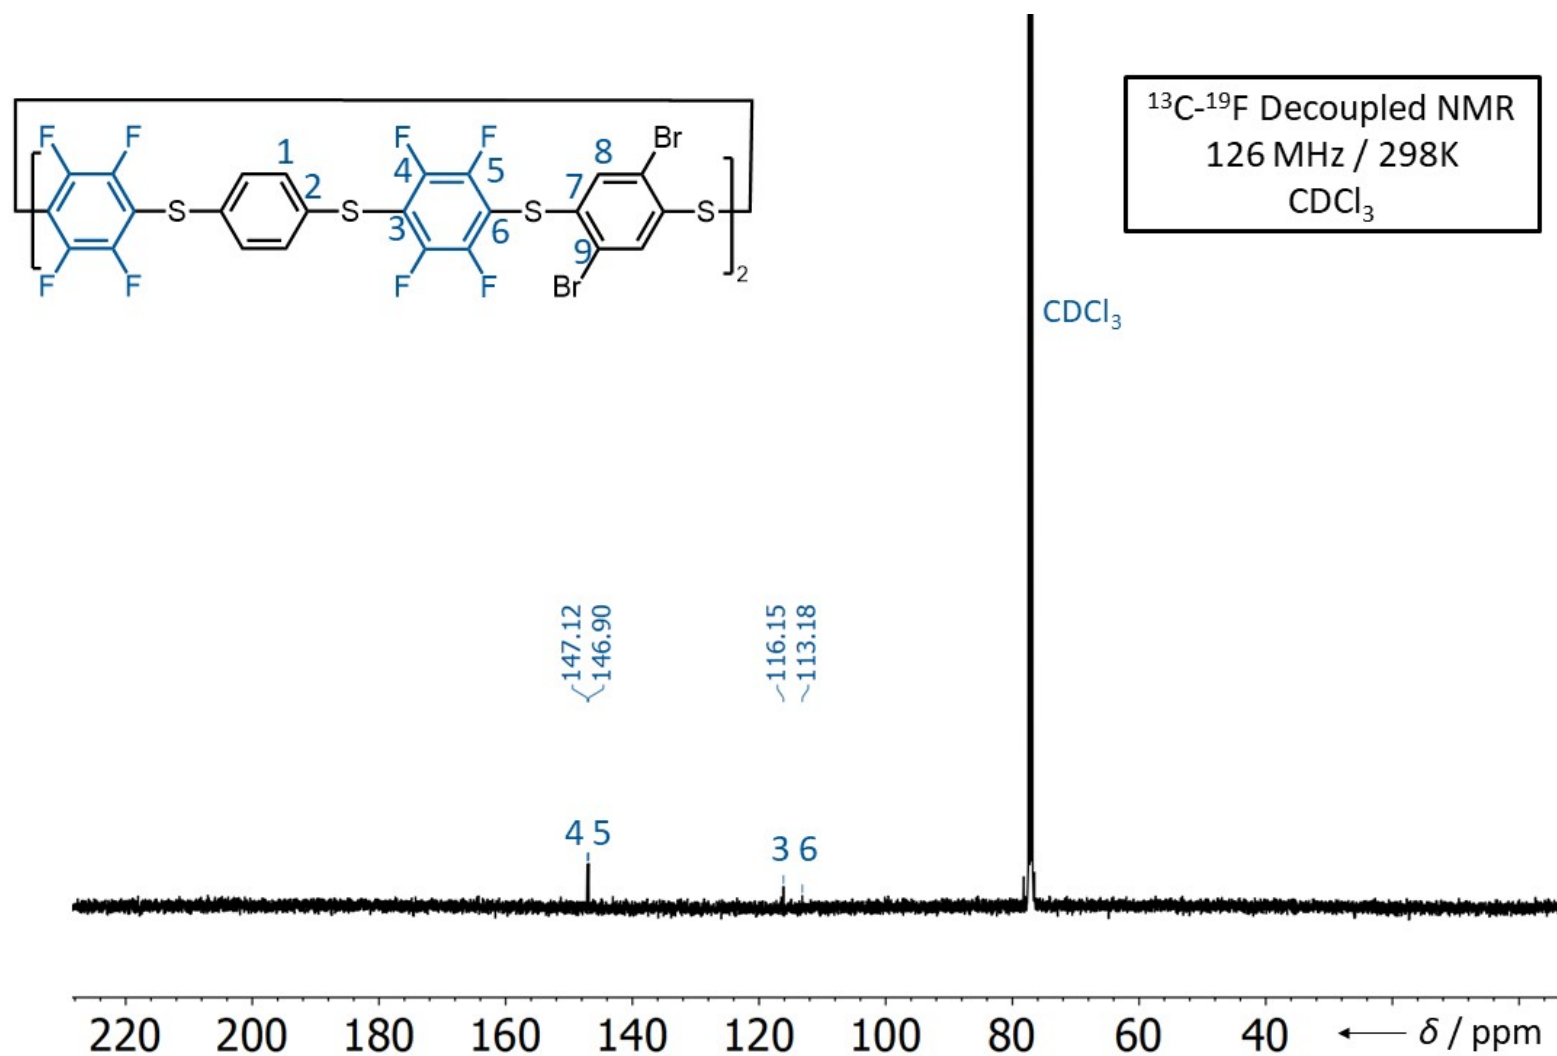 F F F F Br
1 4 5 8
2 7
S S S S
3 6 9
F F F F Br
2
¹³C-¹⁹F Decoupled NMR
126 MHz / 298K
CDCl₃
CDCl₃
147.12
146.90
116.15
113.18
4 5
3 6
220 200 180 160 140 120 100 80 60 40 ← δ / ppm